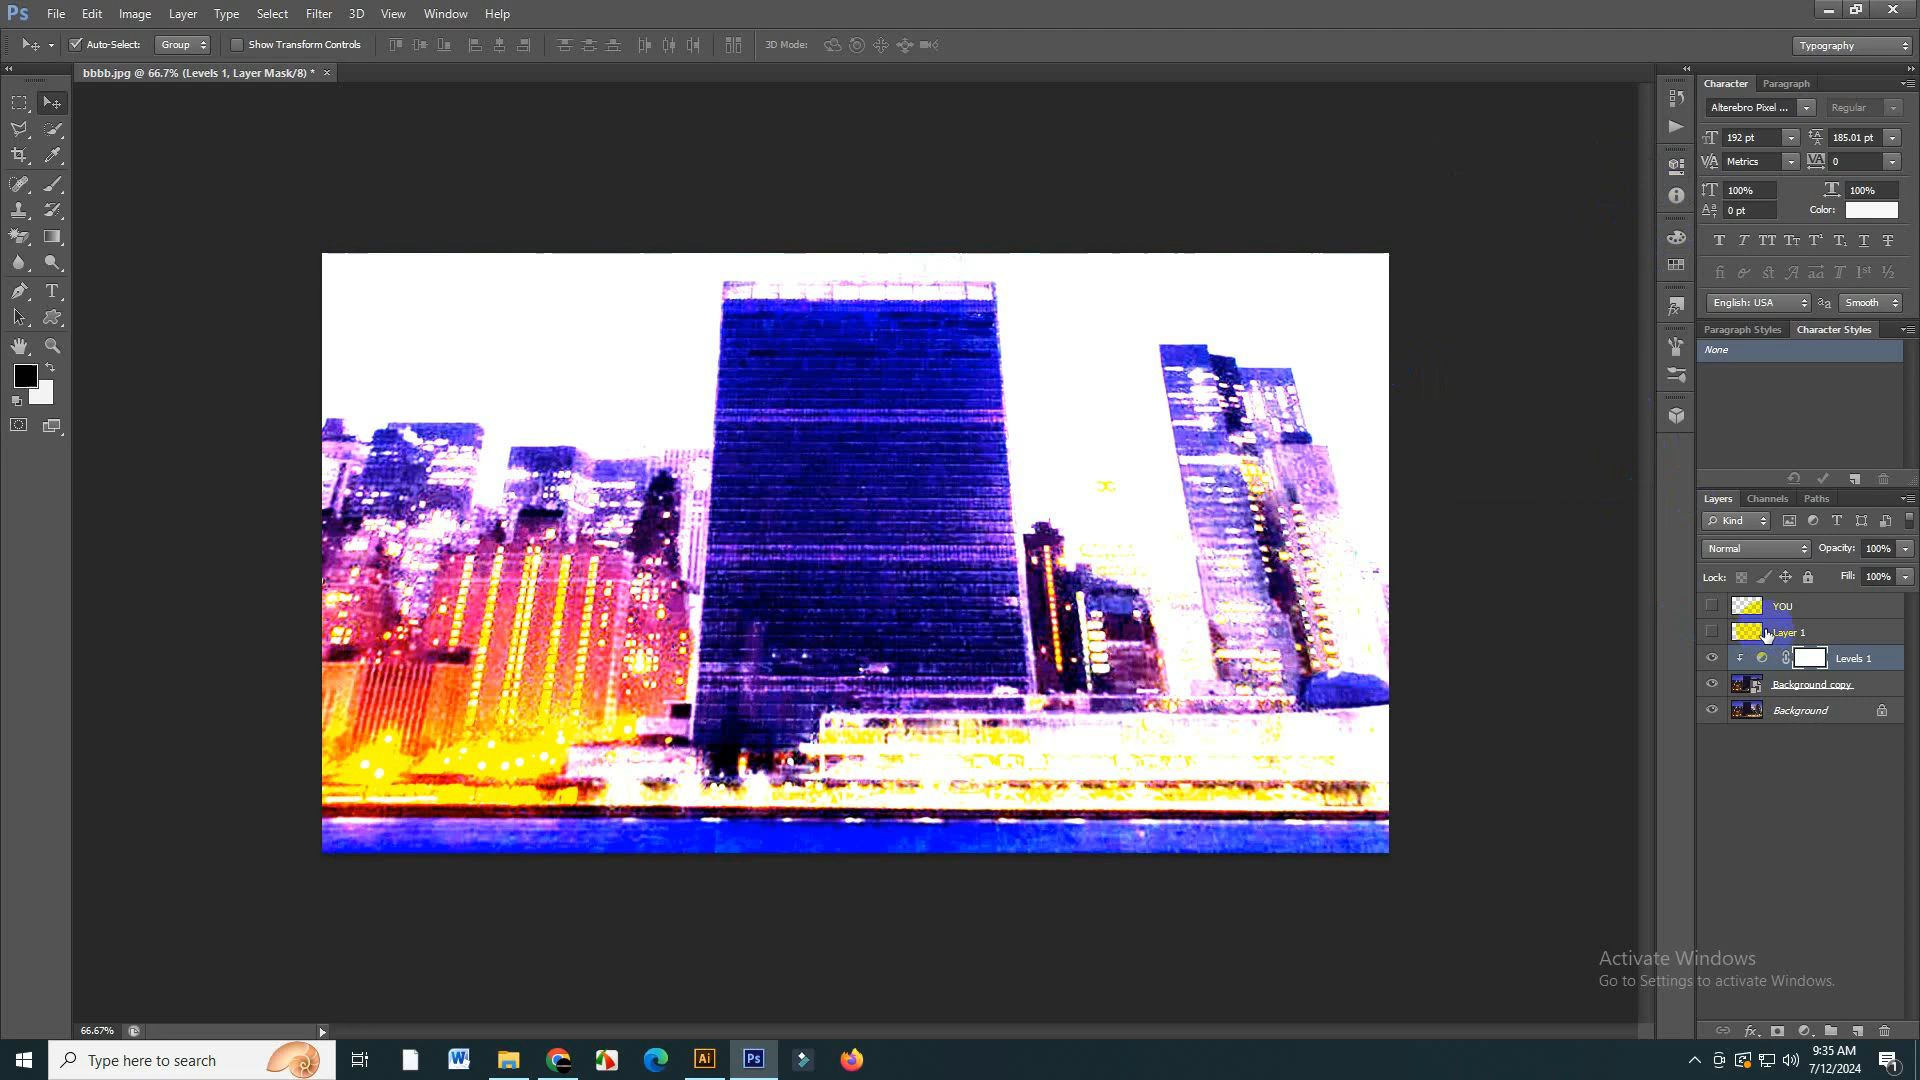 Ps File Edit Image Layer Type Select Filter 3D View Window Help
Auto-Select: Group Show Transform Controls 3D Mode: Typography
bbbb.jpg @ 66.7% (Levels 1, Layer Mask/8) * ×
Character Paragraph
Alterebro Pixel ... Regular
192 pt 185.01 pt
Metrics 0
100% 100%
0 pt Color:
English: USA Smooth
Paragraph Styles Character Styles
None
Layers Channels Paths
Kind
Normal Opacity: 100%
Lock: Fill: 100%
YOU
Layer 1
Levels 1
Background copy
Background
Activate Windows
Go to Settings to activate Windows.
66.67%
Type here to search
Ai Ps
9:35 AM
7/12/2024
1